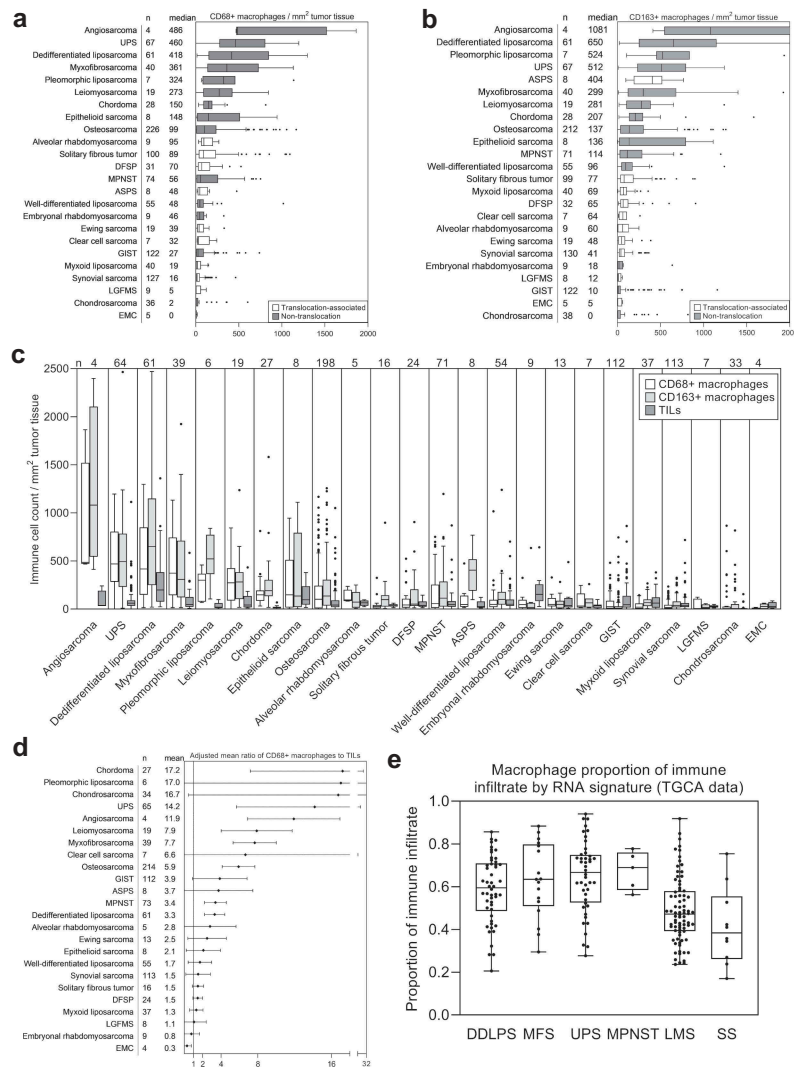 a
n median CD68+ macrophages / mm² tumor tissue
Angiosarcoma 4 486
UPS 67 460
Dedifferentiated liposarcoma 61 418
Myxofibrosarcoma 40 361
Pleomorphic liposarcoma 7 324
Leiomyosarcoma 19 273
Chordoma 28 150
Epithelioid sarcoma 8 148
Osteosarcoma 226 99
Alveolar rhabdomyosarcoma 9 95
Solitary fibrous tumor 100 89
DFSP 31 70
MPNST 74 56
ASPS 8 48
Well-differentiated liposarcoma 55 48
Embryonal rhabdomyosarcoma 9 46
Ewing sarcoma 19 39
Clear cell sarcoma 7 32
GIST 122 27
Myxoid liposarcoma 40 19
Synovial sarcoma 127 16
LGFMS 9 5
Chondrosarcoma 36 2
EMC 5 0
Translocation-associated
Non-translocation
0 500 1000 1500 2000
b
n median CD163+ macrophages / mm² tumor tissue
Angiosarcoma 4 1081
Dedifferentiated liposarcoma 61 650
Pleomorphic liposarcoma 7 524
UPS 67 512
ASPS 8 404
Myxofibrosarcoma 40 299
Leiomyosarcoma 19 281
Chordoma 28 207
Osteosarcoma 212 137
Epithelioid sarcoma 8 136
MPNST 71 114
Well-differentiated liposarcoma 55 96
Solitary fibrous tumor 99 77
Myxoid liposarcoma 40 69
DFSP 32 65
Clear cell sarcoma 7 64
Alveolar rhabdomyosarcoma 9 60
Ewing sarcoma 19 48
Synovial sarcoma 130 41
Embryonal rhabdomyosarcoma 9 18
LGFMS 8 12
GIST 122 10
EMC 5 5
Chondrosarcoma 38 0
Translocation-associated
Non-translocation
0 500 1000 1500 2000
c
n 4 64 61 39 6 19 27 8 198 5 16 24 71 8 54 9 13 7 112 37 113 7 33 4
CD68+ macrophages
CD163+ macrophages
TILs
Immune cell count / mm² tumor tissue
2500
2000
1500
1000
500
0
Angiosarcoma
UPS
Dedifferentiated liposarcoma
Myxofibrosarcoma
Pleomorphic liposarcoma
Leiomyosarcoma
Chordoma
Epithelioid sarcoma
Osteosarcoma
Alveolar rhabdomyosarcoma
Solitary fibrous tumor
DFSP
MPNST
ASPS
Well-differentiated liposarcoma
Embryonal rhabdomyosarcoma
Ewing sarcoma
Clear cell sarcoma
GIST
Myxoid liposarcoma
Synovial sarcoma
LGFMS
Chondrosarcoma
EMC
d
n mean Adjusted mean ratio of CD68+ macrophages to TILs
Chordoma 27 17.2
Pleomorphic liposarcoma 6 17.0
Chondrosarcoma 34 16.7
UPS 65 14.2
Angiosarcoma 4 11.9
Leiomyosarcoma 19 7.9
Myxofibrosarcoma 39 7.7
Clear cell sarcoma 7 6.6
Osteosarcoma 214 5.9
GIST 112 3.9
ASPS 8 3.7
MPNST 73 3.4
Dedifferentiated liposarcoma 61 3.3
Alveolar rhabdomyosarcoma 5 2.8
Ewing sarcoma 13 2.5
Epithelioid sarcoma 8 2.1
Well-differentiated liposarcoma 55 1.7
Synovial sarcoma 113 1.5
Solitary fibrous tumor 16 1.5
DFSP 24 1.5
Myxoid liposarcoma 37 1.3
LGFMS 8 1.1
Embryonal rhabdomyosarcoma 9 0.8
EMC 4 0.3
1 2 4 8 16 32
e
Macrophage proportion of immune
infiltrate by RNA signature (TGCA data)
Proportion of immune infiltrate
1.0
0.8
0.6
0.4
0.2
0.0
DDLPS MFS UPS MPNST LMS SS